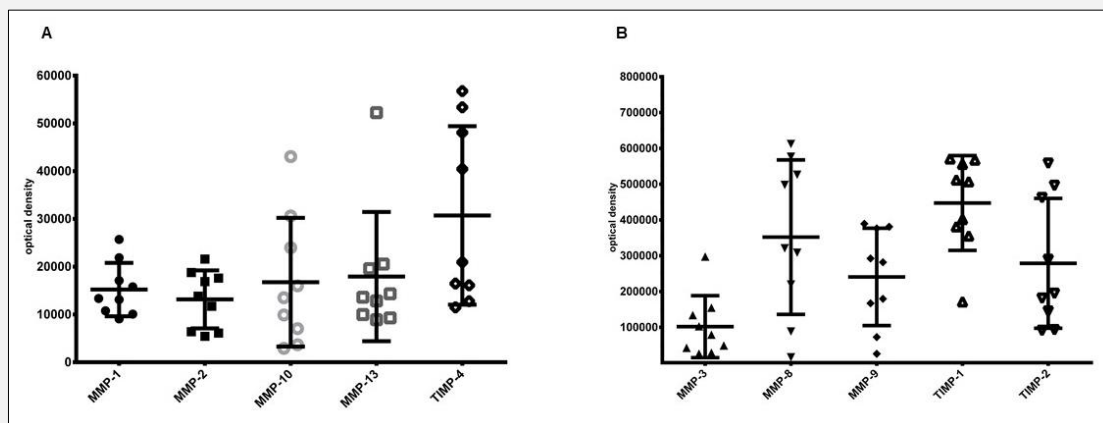 A
60000
50000
40000
30000
20000
10000
0
optical density
MMP-1
MMP-2
MMP-10
MMP-13
TIMP-4
B
800000
700000
600000
500000
400000
300000
200000
100000
optical density
MMP-3
MMP-8
MMP-9
TIMP-1
TIMP-2